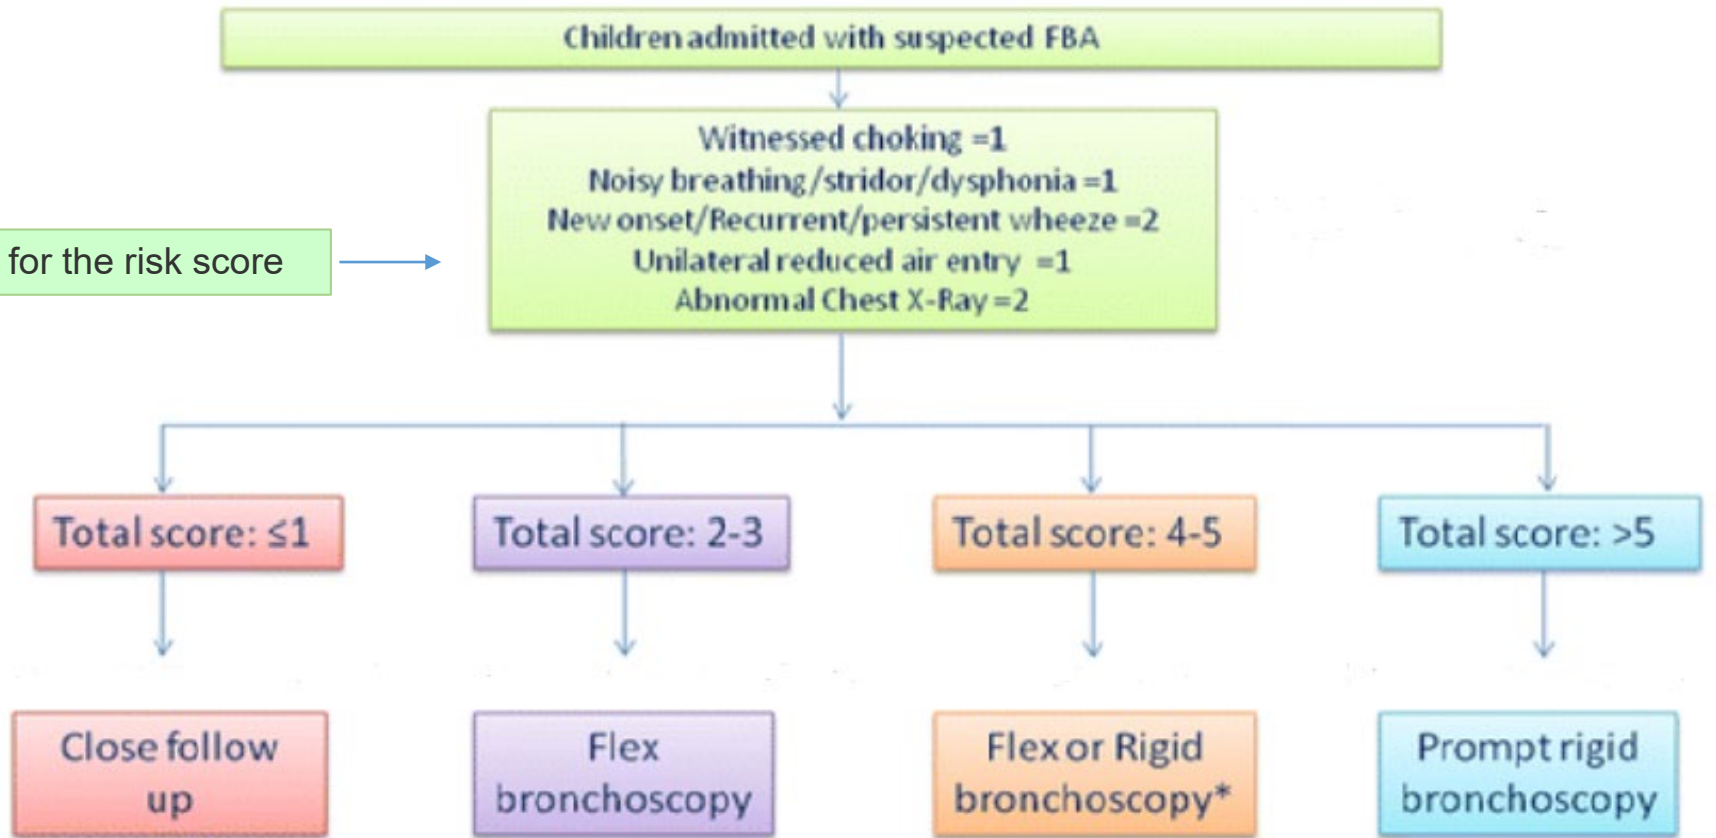 Children admitted with suspected FBA
Witnessed choking =1
Noisy breathing/stridor/dysphonia =1
New onset/Recurrent/persistent wheeze =2
for the risk score
Unilateral reduced air entry =1
Abnormal Chest X-Ray =2
Total score: ≤1
Total score: 2-3
Total score: 4-5
Total score: >5
Close follow
up
Flex
bronchoscopy
Flex or Rigid
bronchoscopy*
Prompt rigid
bronchoscopy